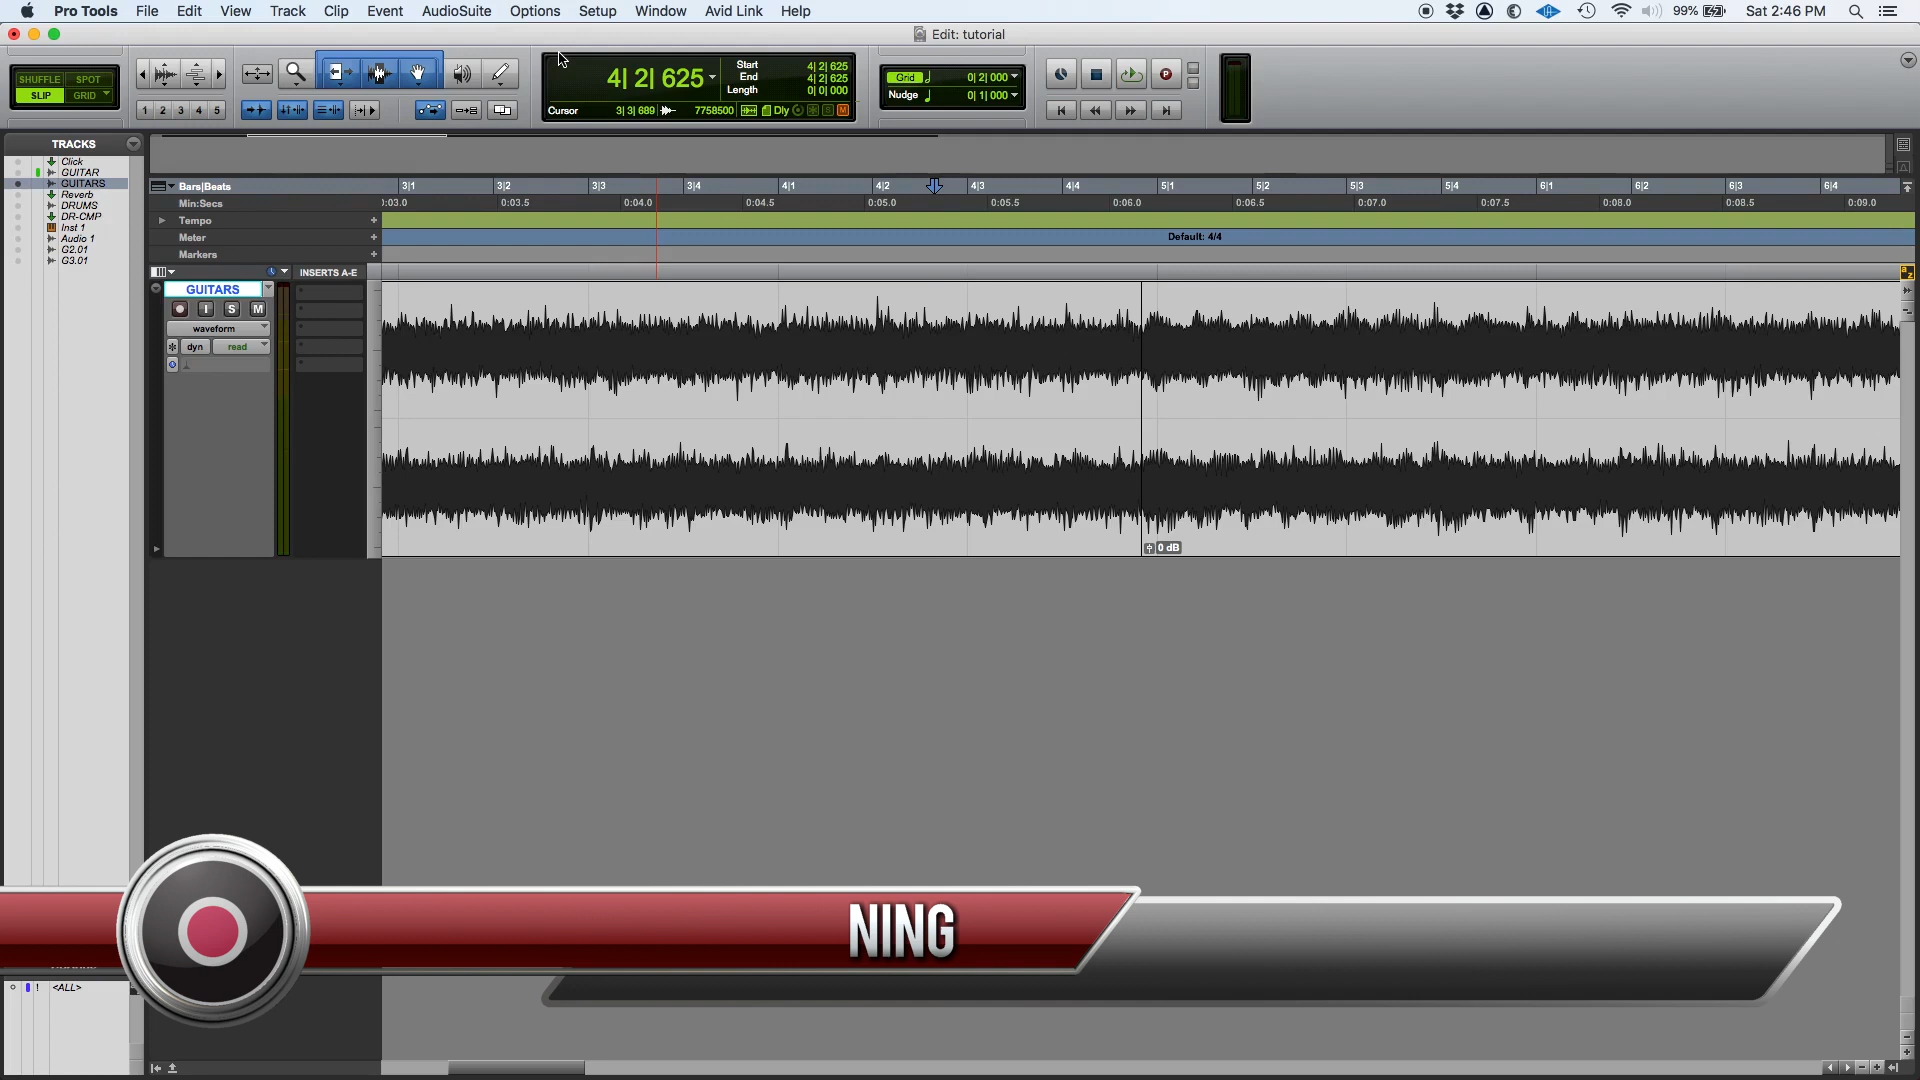 Pro Tools File Edit View Track Clip Event AudioSuite Options Setup Window Avid Link Help 99% Sat 2:46 PM
Edit: tutorial
SHUFFLE SPOT
SLIP GRID
1 2 3 4 5
4| 2| 625
Start 4| 2| 625
End 4| 2| 625
Length 0| 0| 000
Cursor 3| 3| 689 7758500 Dly S M
Grid 0| 2| 000
Nudge 0| 1| 000
TRACKS
Click
GUITAR
GUITARS
Reverb
DRUMS
DR-CMP
Inst 1
Audio 1
G2.01
G3.01
Bars|Beats 3|1 3|2 3|3 3|4 4|1 4|2 4|3 4|4 5|1 5|2 5|3 5|4 6|1 6|2 6|3 6|4
Min:Secs 0:03.5 0:04.0 0:04.5 0:05.0 0:05.5 0:06.0 0:06.5 0:07.0 0:07.5 0:08.0 0:08.5 0:09.0
Tempo
Meter Default: 4/4
Markers
INSERTS A-E
GUITARS
I S M
waveform
dyn read
0 dB
NING
! <ALL>